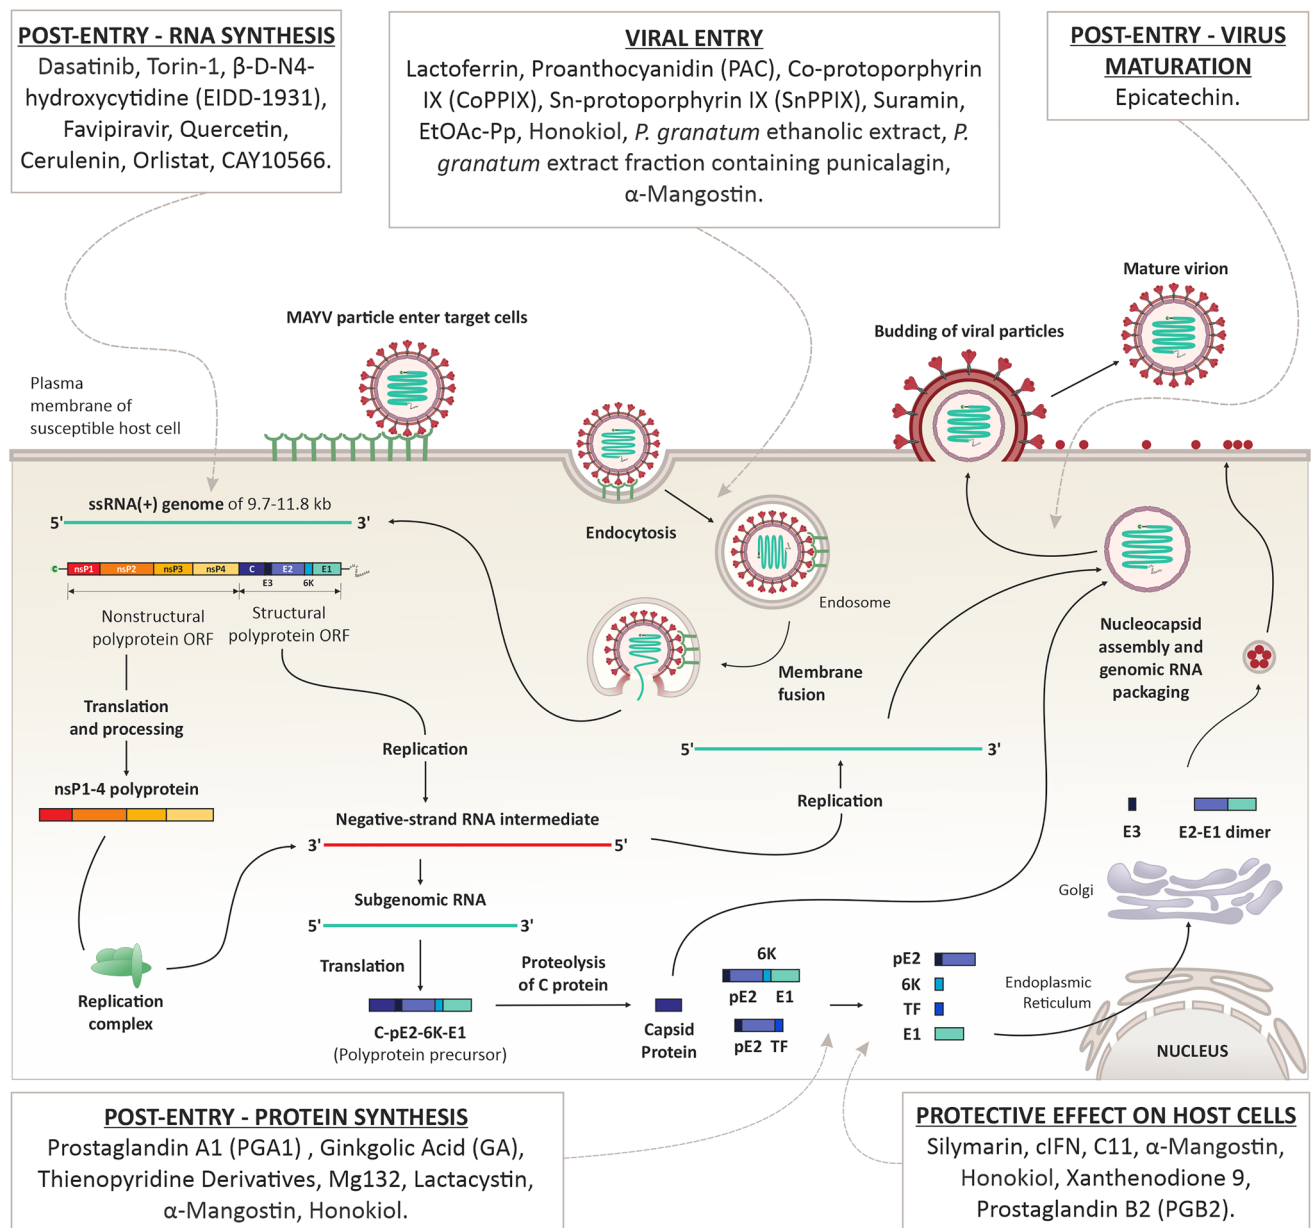 POST-ENTRY - RNA SYNTHESIS
Dasatinib, Torin-1, β-D-N4-
hydroxycytidine (EIDD-1931),
Favipiravir, Quercetin,
Cerulenin, Orlistat, CAY10566.
VIRAL ENTRY
Lactoferrin, Proanthocyanidin (PAC), Co-protoporphyrin
IX (CoPPIX), Sn-protoporphyrin IX (SnPPIX), Suramin,
EtOAc-Pp, Honokiol, P. granatum ethanolic extract, P.
granatum extract fraction containing punicalagin,
α-Mangostin.
POST-ENTRY - VIRUS
MATURATION
Epicatechin.
Mature virion
MAYV particle enter target cells
Budding of viral particles
Plasma
membrane of
susceptible host cell
ssRNA(+) genome of 9.7-11.8 kb
5' 3'
Endocytosis
C nsP1 nsP2 nsP3 nsP4 C E2 E1
E3 6K
Endosome
Nonstructural
polyprotein ORF
Structural
polyprotein ORF
Membrane
fusion
Nucleocapsid
assembly and
genomic RNA
packaging
Translation
and processing
Replication
5' 3'
nsP1-4 polyprotein
Replication
Negative-strand RNA intermediate
3' 5'
E3 E2-E1 dimer
Golgi
Subgenomic RNA
5' 3'
Translation
Proteolysis
of C protein
6K
pE2 E1
pE2 TF
pE2
6K
TF
E1
Endoplasmic
Reticulum
Replication
complex
C-pE2-6K-E1
(Polyprotein precursor)
Capsid
Protein
NUCLEUS
POST-ENTRY - PROTEIN SYNTHESIS
Prostaglandin A1 (PGA1) , Ginkgolic Acid (GA),
Thienopyridine Derivatives, Mg132, Lactacystin,
α-Mangostin, Honokiol.
PROTECTIVE EFFECT ON HOST CELLS
Silymarin, cIFN, C11, α-Mangostin,
Honokiol, Xanthenodione 9,
Prostaglandin B2 (PGB2).